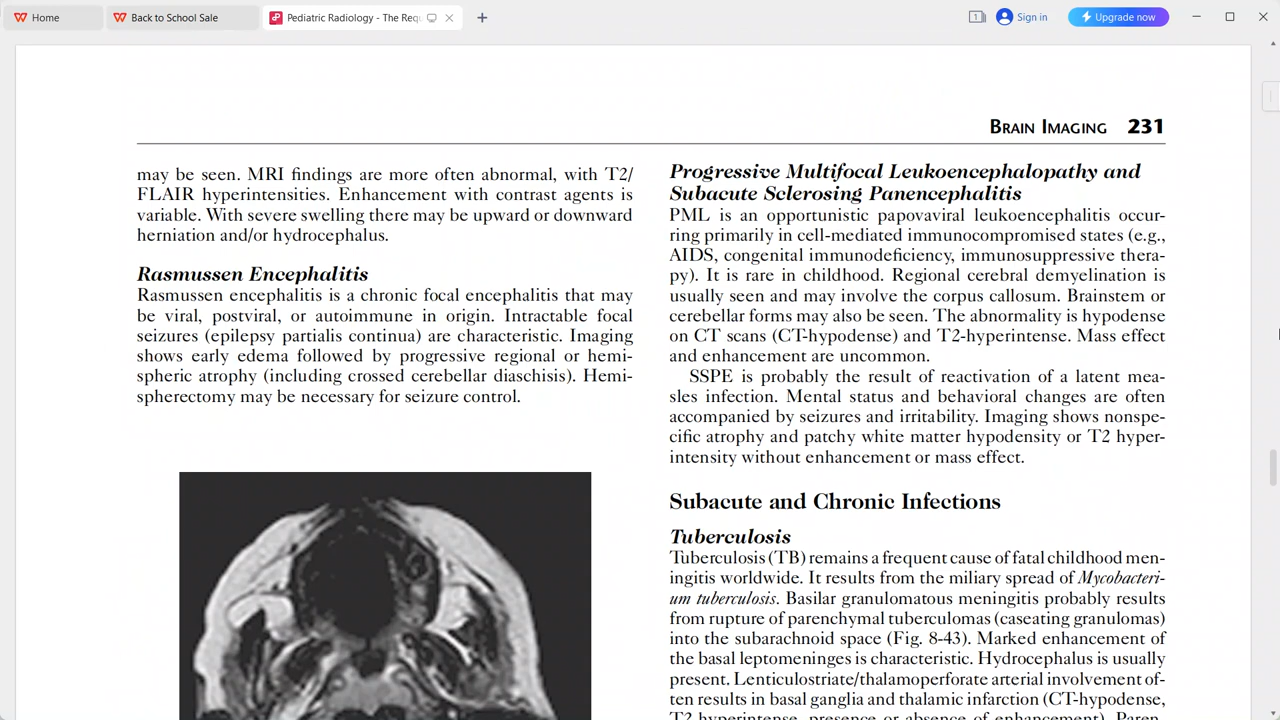 Home
Back to School Sale
Pediatric Radiology - The Req
1
Sign in
Upgrade now
BRAIN IMAGING 231
may be seen. MRI findings are more often abnormal, with T2/
FLAIR hyperintensities. Enhancement with contrast agents is
variable. With severe swelling there may be upward or downward
herniation and/or hydrocephalus.
Rasmussen Encephalitis
Rasmussen encephalitis is a chronic focal encephalitis that may
be viral, postviral, or autoimmune in origin. Intractable focal
seizures (epilepsy partialis continua) are characteristic. Imaging
shows early edema followed by progressive regional or hemi-
spheric atrophy (including crossed cerebellar diaschisis). Hemi-
spherectomy may be necessary for seizure control.
Progressive Multifocal Leukoencephalopathy and
Subacute Sclerosing Panencephalitis
PML is an opportunistic papovaviral leukoencephalitis occur-
ring primarily in cell-mediated immunocompromised states (e.g.,
AIDS, congenital immunodeficiency, immunosuppressive thera-
py). It is rare in childhood. Regional cerebral demyelination is
usually seen and may involve the corpus callosum. Brainstem or
cerebellar forms may also be seen. The abnormality is hypodense
on CT scans (CT-hypodense) and T2-hyperintense. Mass effect
and enhancement are uncommon.
SSPE is probably the result of reactivation of a latent mea-
sles infection. Mental status and behavioral changes are often
accompanied by seizures and irritability. Imaging shows nonspe-
cific atrophy and patchy white matter hypodensity or T2 hyper-
intensity without enhancement or mass effect.
Subacute and Chronic Infections
Tuberculosis
Tuberculosis (TB) remains a frequent cause of fatal childhood men-
ingitis worldwide. It results from the miliary spread of Mycobacteri-
um tuberculosis. Basilar granulomatous meningitis probably results
from rupture of parenchymal tuberculomas (caseating granulomas)
into the subarachnoid space (Fig. 8-43). Marked enhancement of
the basal leptomeninges is characteristic. Hydrocephalus is usually
present. Lenticulostriate/thalamoperforate arterial involvement of-
ten results in basal ganglia and thalamic infarction (CT-hypodense,
T2-hyperintense, presence or absence of enhancement). Paren-